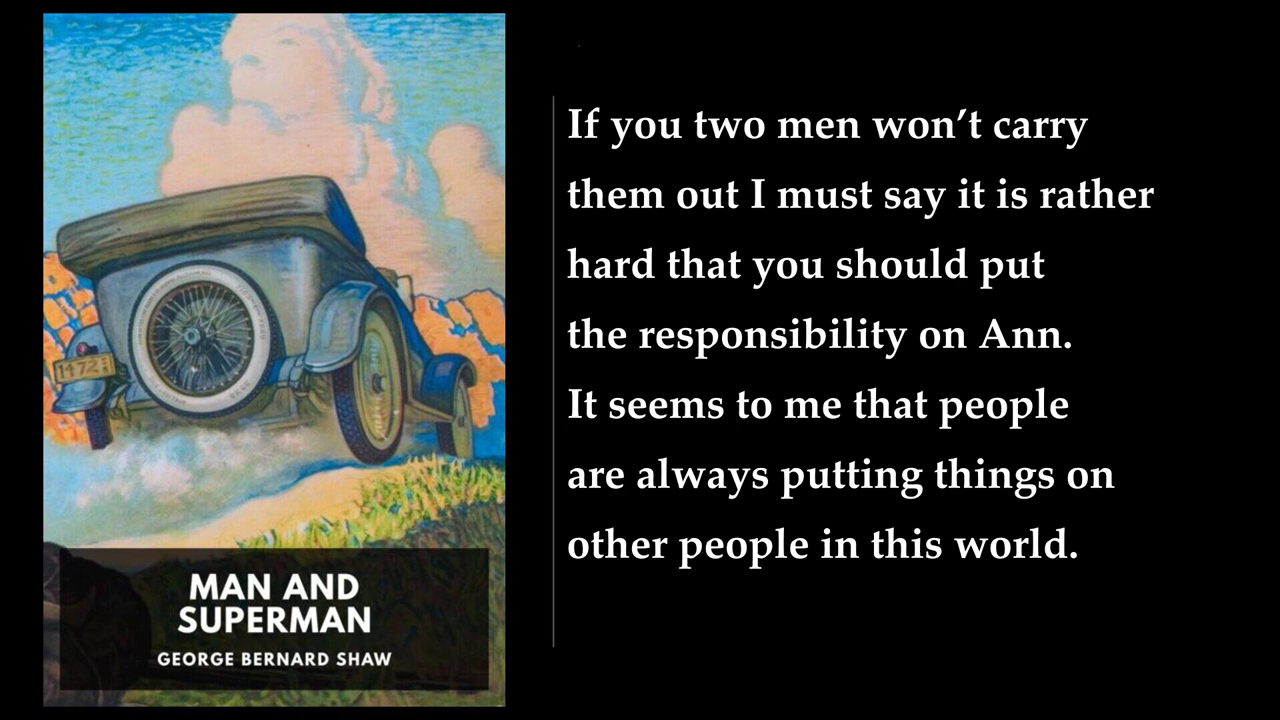 If you two men won’t carry
them out I must say it is rather
hard that you should put
the responsibility on Ann.
It seems to me that people
are always putting things on
other people in this world.
1472
MAN AND
SUPERMAN
GEORGE BERNARD SHAW